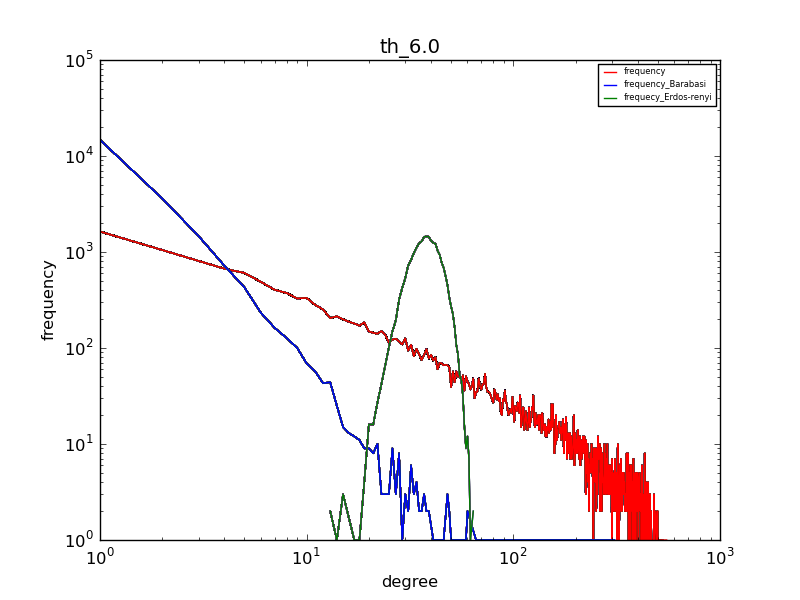 th_6.0
10^5
10^4
10^3
10^2
10^1
10^0
frequency
frequency
frequency_Barabasi
frequecy_Erdos-renyi
10^0 10^1 10^2 10^3
degree